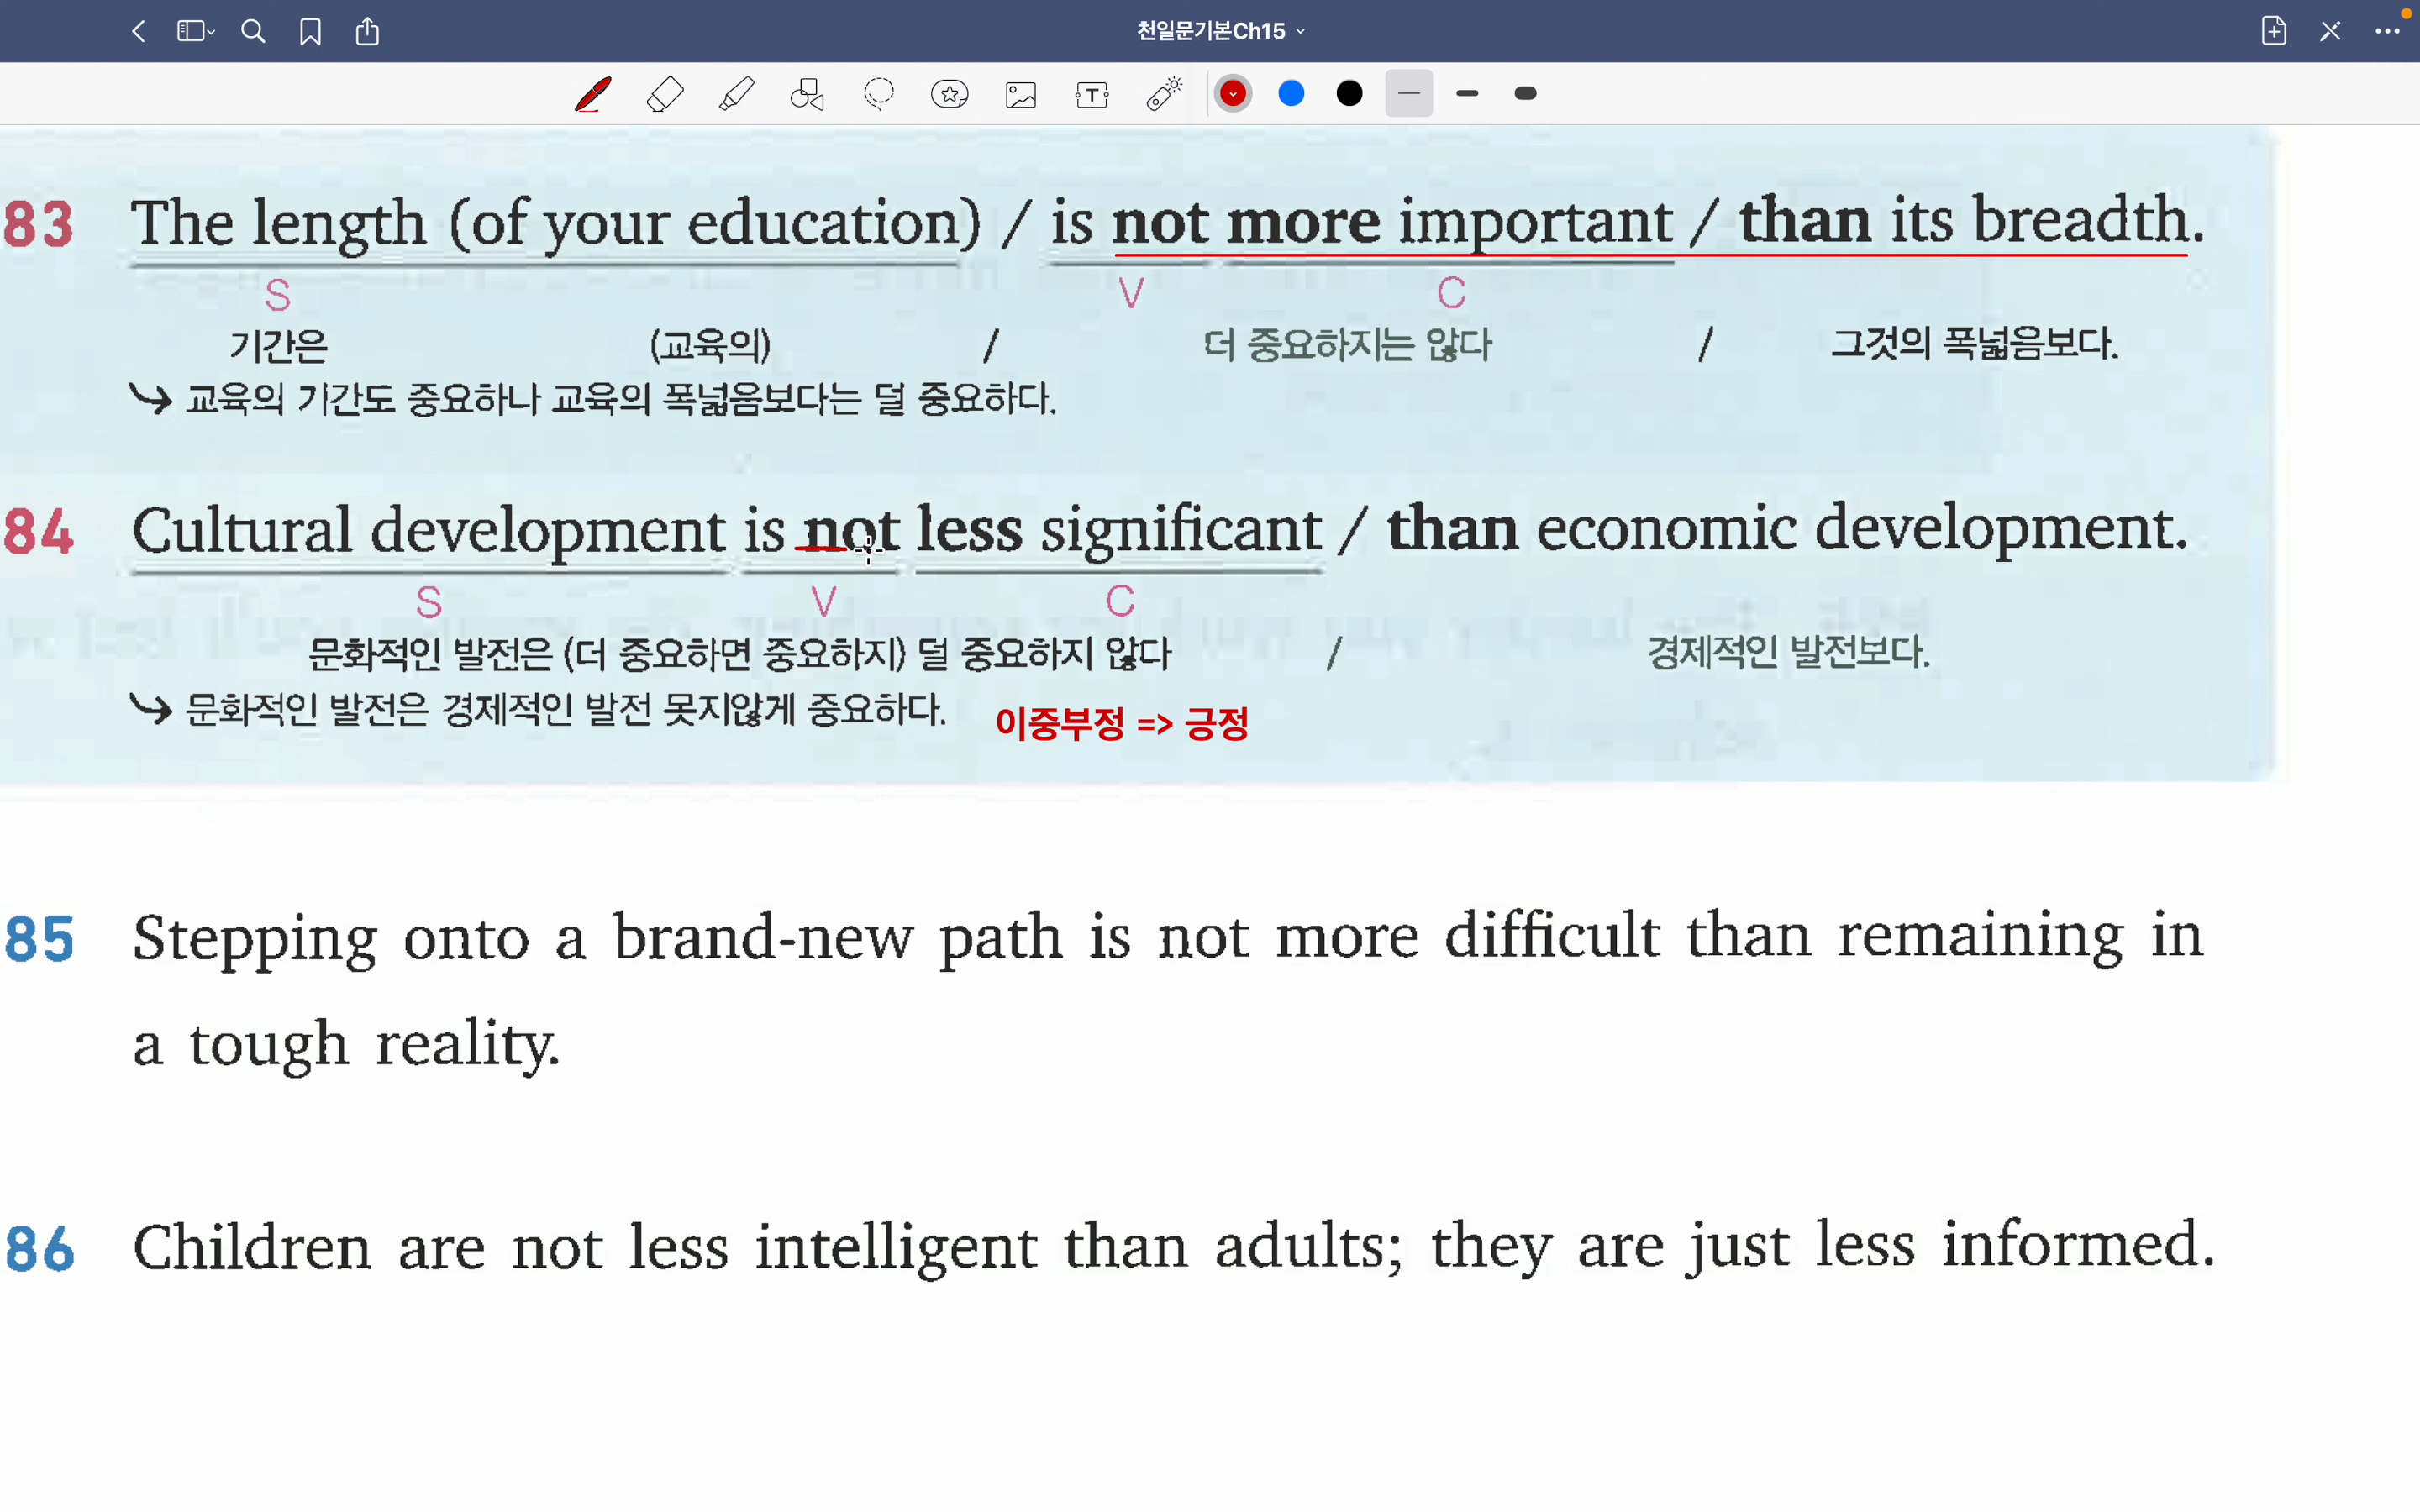 천일문기본Ch15
83 The length (of your education) / is not more important / than its breadth.
S V C
기간은 (교육의) / 더 중요하지는 않다 / 그것의 폭넓음보다.
교육의 기간도 중요하나 교육의 폭넓음보다는 덜 중요하다.
84 Cultural development is not less significant / than economic development.
S V C
문화적인 발전은 (더 중요하면 중요하지) 덜 중요하지 않다 / 경제적인 발전보다.
문화적인 발전은 경제적인 발전 못지않게 중요하다. 이중부정 => 긍정
85 Stepping onto a brand-new path is not more difficult than remaining in
a tough reality.
86 Children are not less intelligent than adults; they are just less informed.